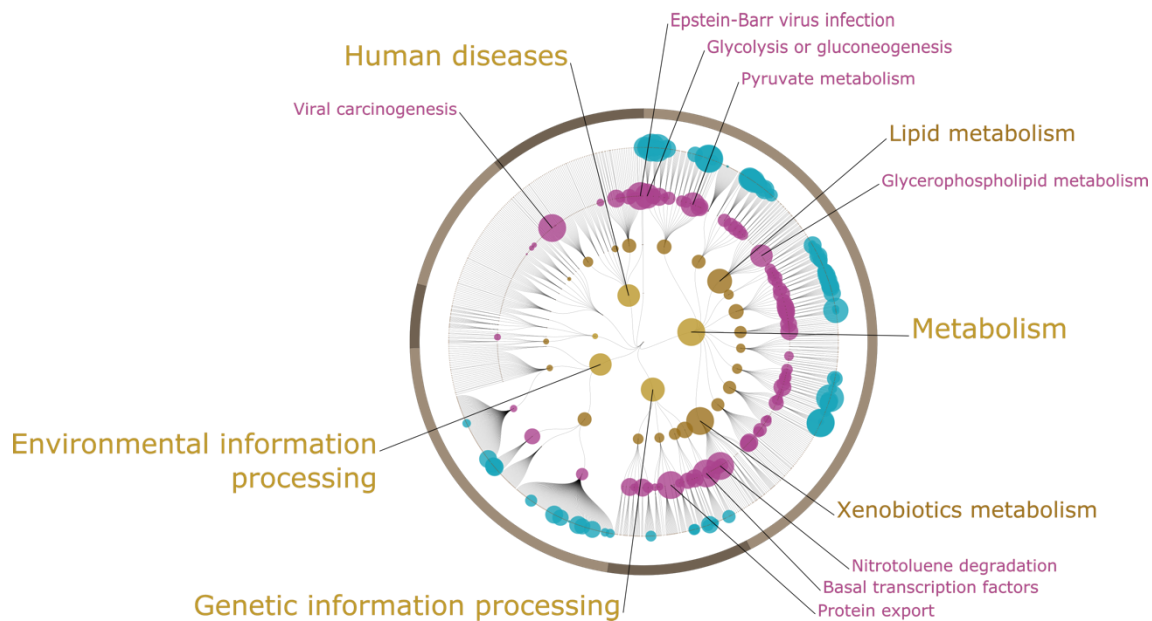 Epstein-Barr virus infection
Glycolysis or gluconeogenesis
Human diseases
Pyruvate metabolism
Viral carcinogenesis
Lipid metabolism
Glycerophospholipid metabolism
Metabolism
Environmental information
processing
Xenobiotics metabolism
Nitrotoluene degradation
Basal transcription factors
Genetic information processing
Protein export